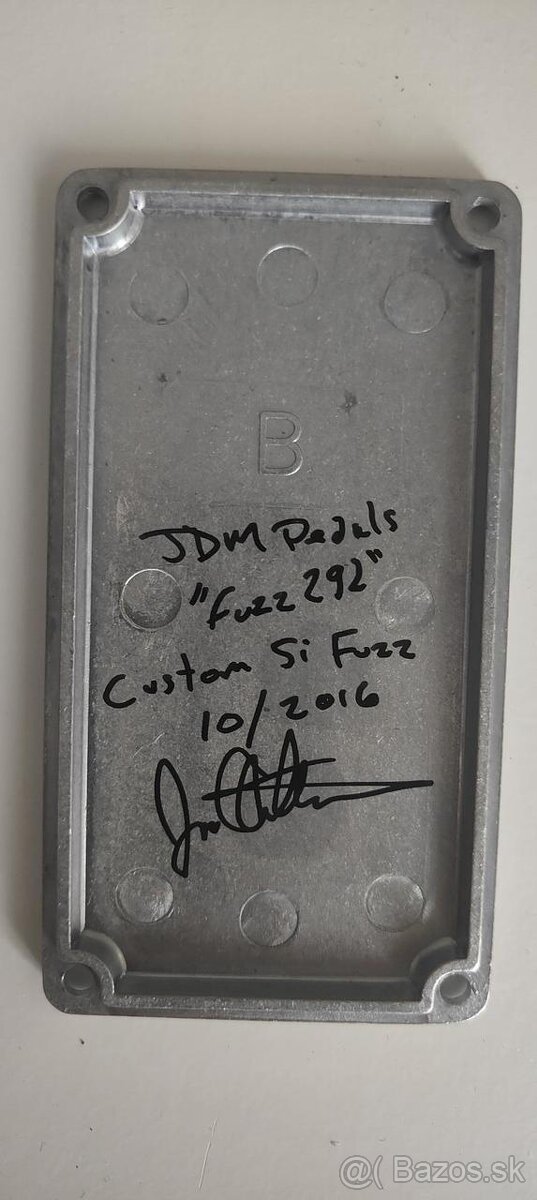 B
JDM Pedals
"Fuzz 292"
Custom Si Fuzz
10/2016
@( Bazos.sk